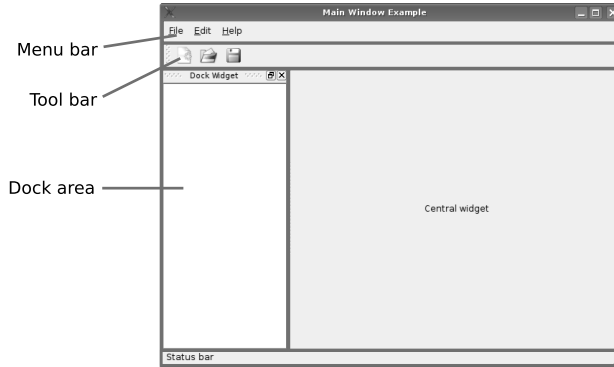 Main Window Example
File Edit Help
Menu bar
Tool bar
Dock Widget
Dock area
Central widget
Status bar